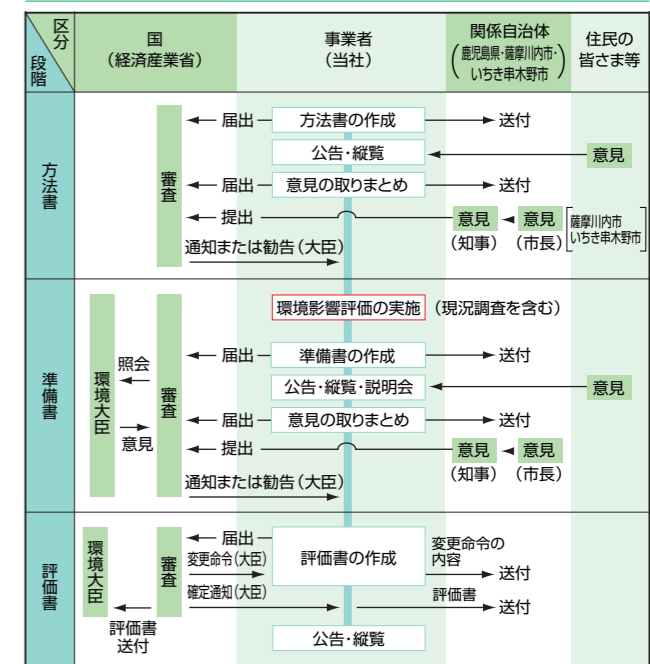 区分
段階
国
（経済産業省）
事業者
（当社）
関係自治体
（鹿児島県・薩摩川内市・
いちき串木野市）
住民の
皆さま等
方法書
審査
届出
方法書の作成
送付
公告・縦覧
意見
届出
意見の取りまとめ
送付
提出
意見
（知事）
意見
（市長）
薩摩川内市
いちき串木野市
通知または勧告（大臣）
準備書
環境影響評価の実施
（現況調査を含む）
環境大臣
照会
意見
審査
届出
準備書の作成
送付
公告・縦覧・説明会
意見
届出
意見の取りまとめ
送付
提出
意見
（知事）
意見
（市長）
通知または勧告（大臣）
評価書
環境大臣
審査
届出
変更命令（大臣）
評価書の作成
変更命令の
内容
送付
確定通知（大臣）
評価書
送付
評価書
送付
公告・縦覧